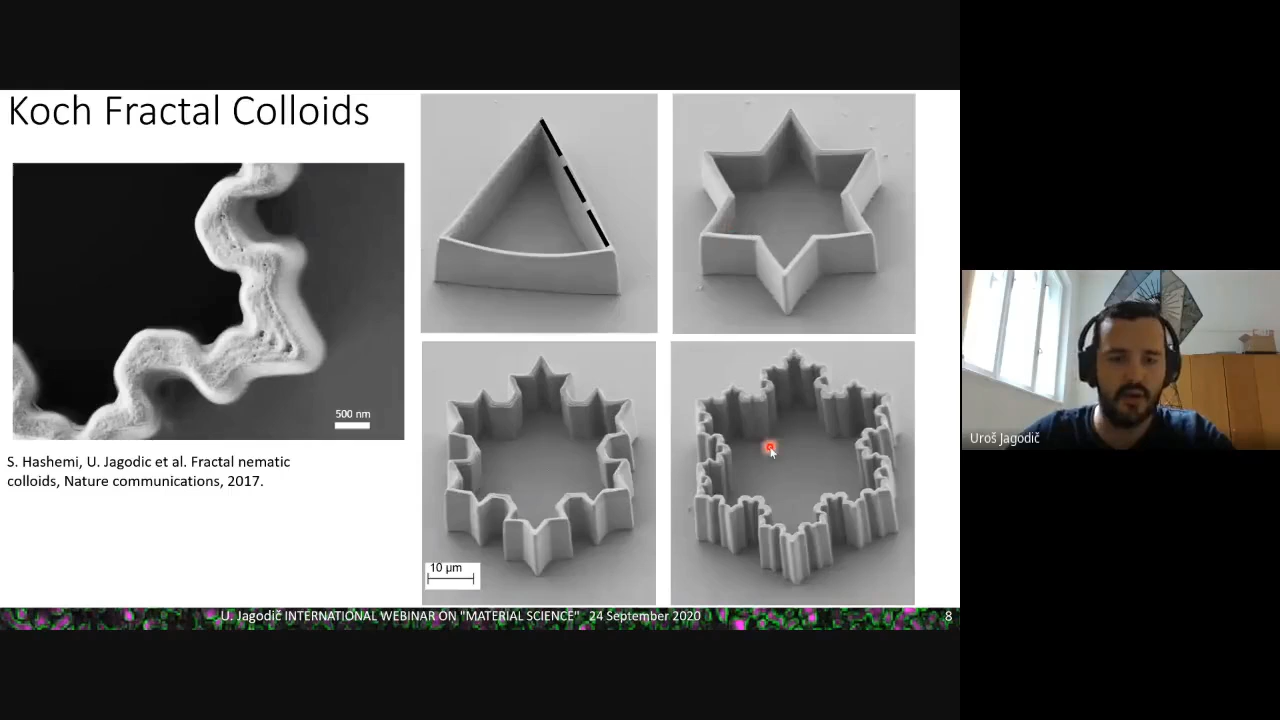 Koch Fractal Colloids
500 nm
S. Hashemi, U. Jagodic et al. Fractal nematic
colloids, Nature communications, 2017.
10 µm
U. Jagodič INTERNATIONAL WEBINAR ON "MATERIAL SCIENCE" 24 September 2020
8
Uroš Jagodič